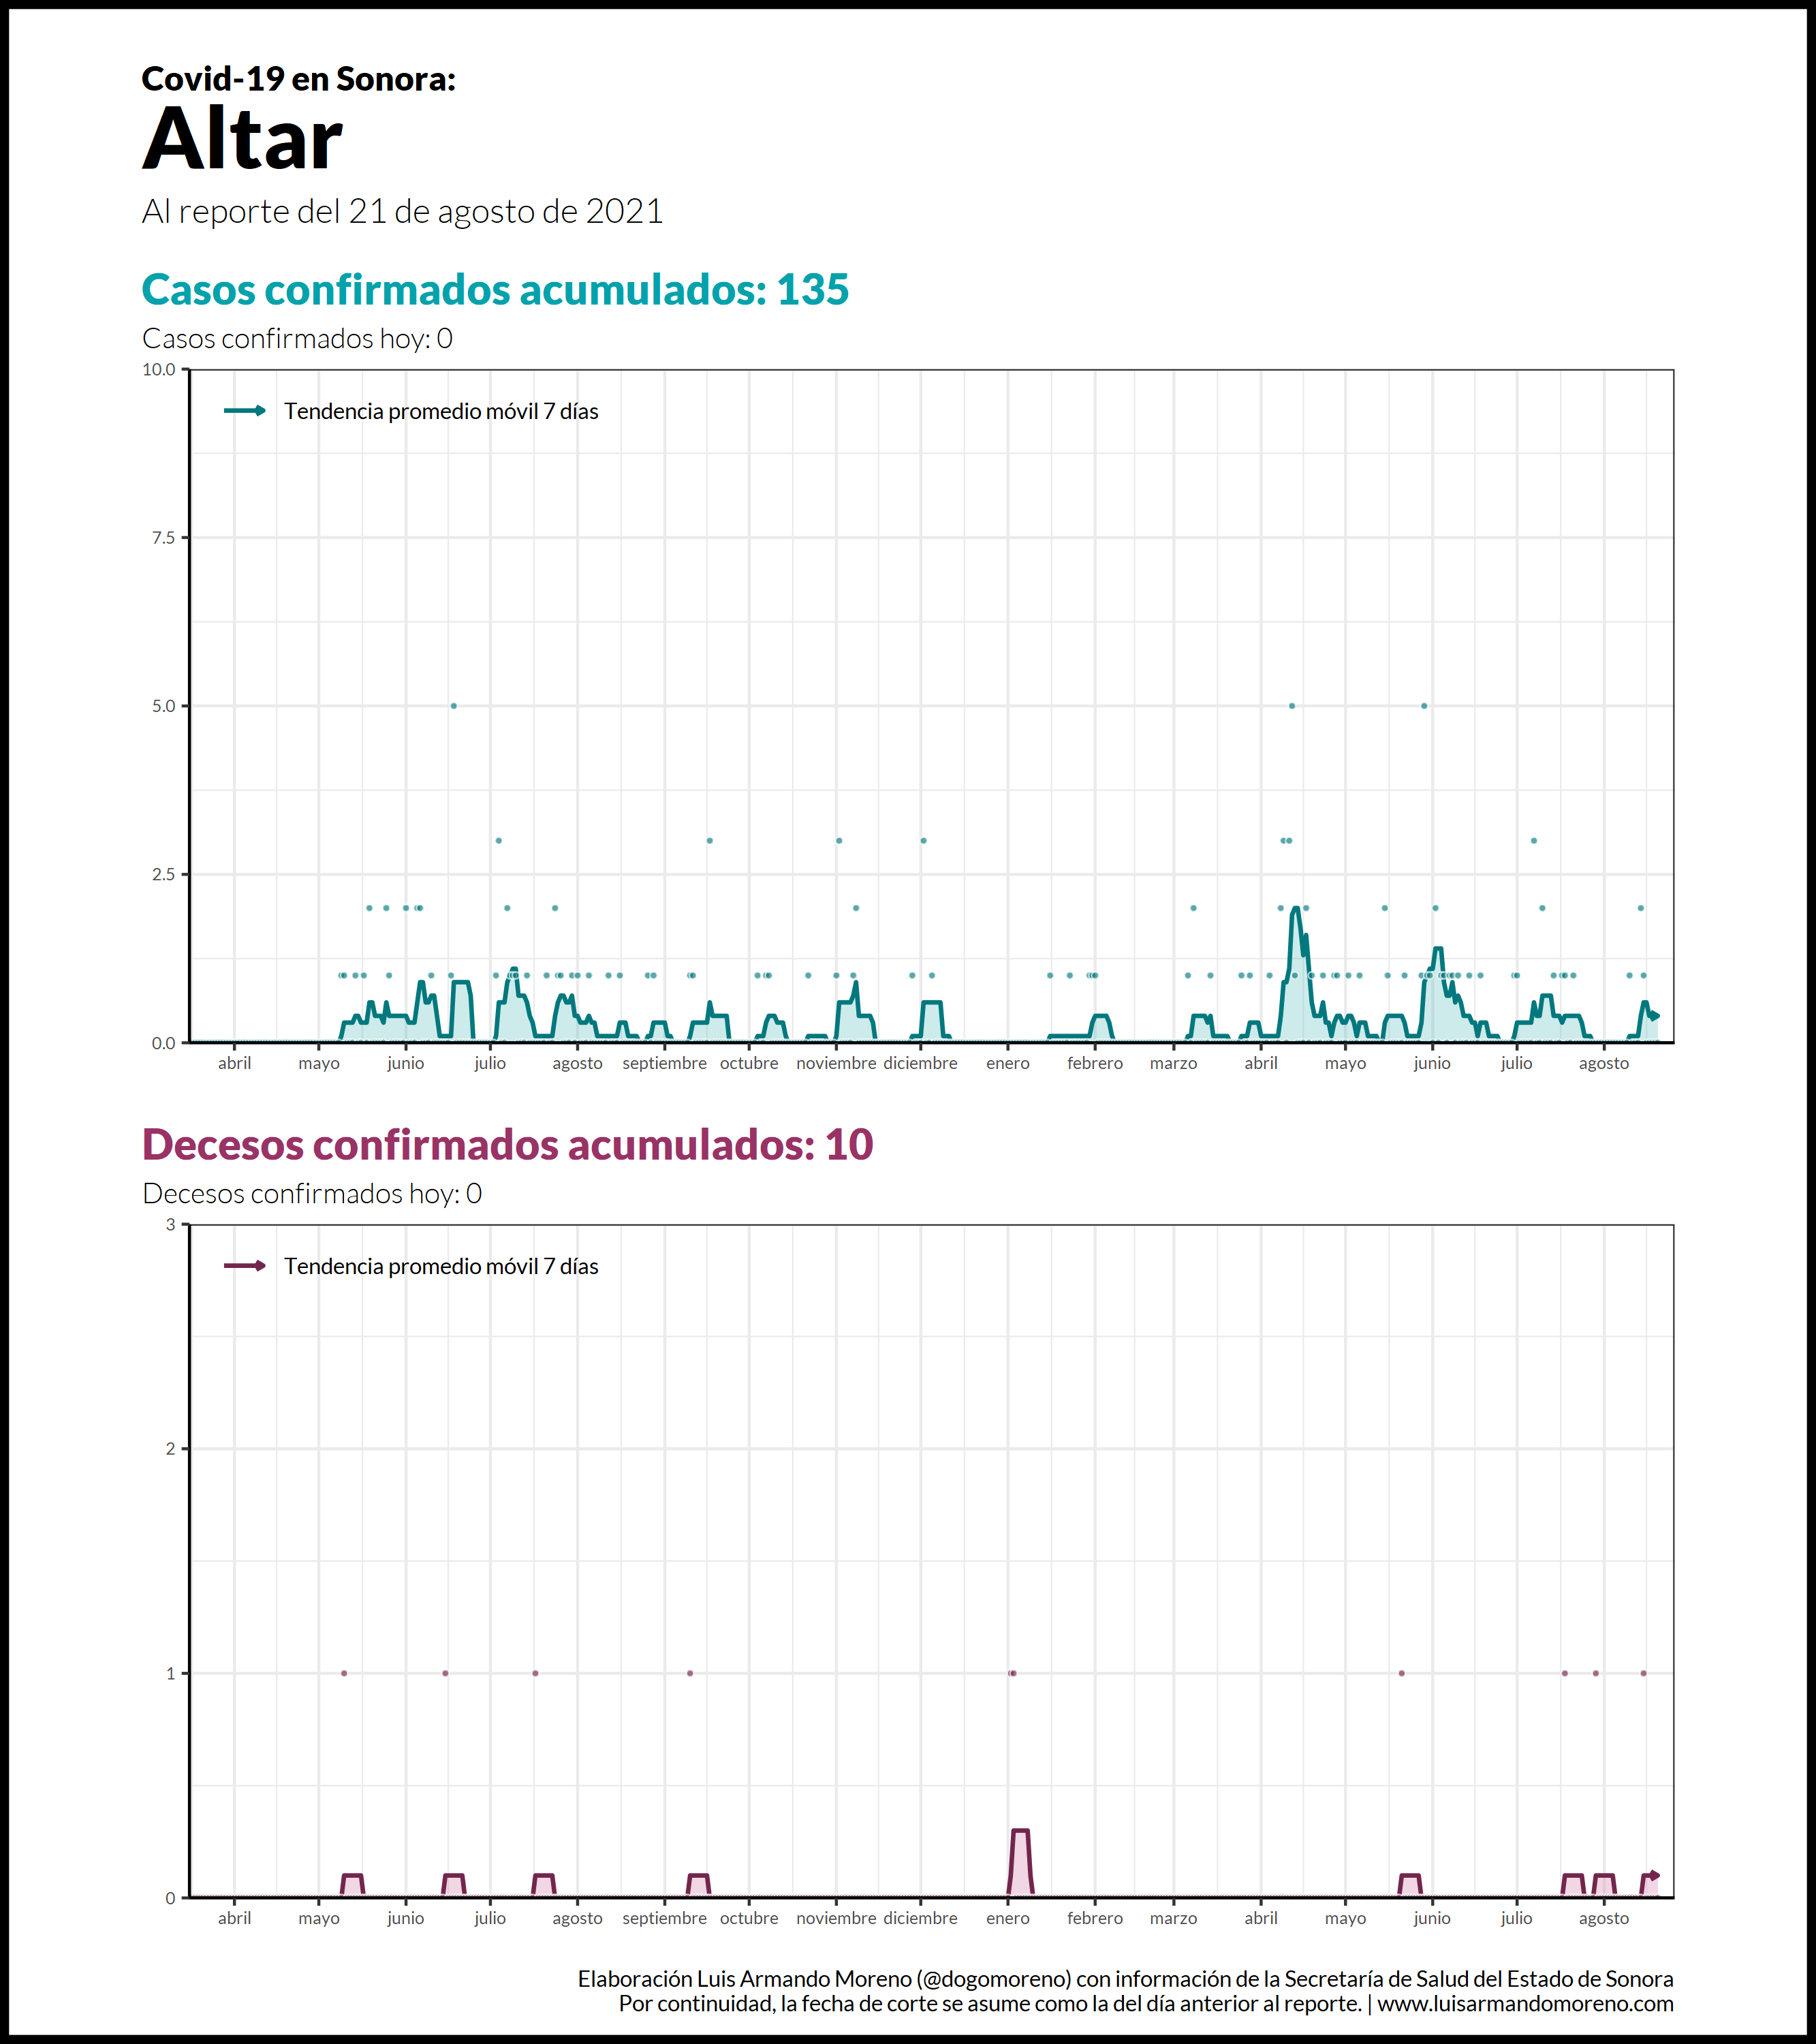 Covid-19 en Sonora:
Altar
Al reporte del 21 de agosto de 2021
Casos confirmados acumulados: 135
Casos confirmados hoy: 0
10.0
Tendencia promedio móvil 7 días
7.5
5.0
2.5
0.0
abril mayo junio julio agosto septiembre octubre noviembre diciembre enero febrero marzo abril mayo junio julio agosto
Decesos confirmados acumulados: 10
Decesos confirmados hoy: 0
3
Tendencia promedio móvil 7 días
2
1
0
abril mayo junio julio agosto septiembre octubre noviembre diciembre enero febrero marzo abril mayo junio julio agosto
Elaboración Luis Armando Moreno (@dogomoreno) con información de la Secretaría de Salud del Estado de Sonora
Por continuidad, la fecha de corte se asume como la del día anterior al reporte. | www.luisarmandomoreno.com